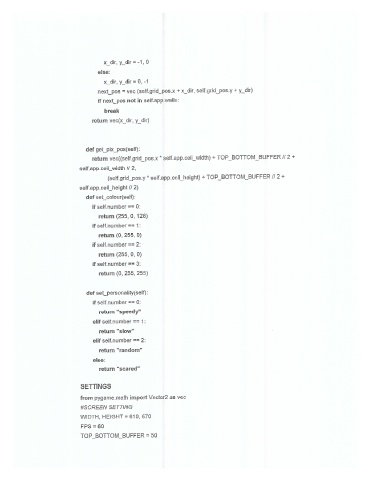 x_dir, y_dir = -1, 0
else:
x_dir, y_dir = 0, -1
next_pos = vec (self.grid_pos.x + x_dir, self.grid_pos.y + y_dir)
if next_pos not in self.app.walls:
break
return vec(x_dir, y_dir)
def get_pix_pos(self):
return vec((self.grid_pos.x * self.app.cell_width) + TOP_BOTTOM_BUFFER // 2 +
self.app.cell_width // 2,
(self.grid_pos.y * self.app.cell_height) + TOP_BOTTOM_BUFFER // 2 +
self.app.cell_height // 2)
def set_colour(self):
if self.number == 0:
return (255, 0, 128)
if self.number == 1:
return (0, 255, 0)
if self.number == 2:
return (255, 0, 0)
if self.number == 3:
return (0, 255, 255)
def set_personality(self):
if self.number == 0:
return "speedy"
elif self.number == 1:
return "slow"
elif self.number == 2:
return "random"
else:
return "scared"
SETTINGS
from pygame.math import Vector2 as vec
#SCREEN SETTING
WIDTH, HEIGHT = 610, 670
FPS = 60
TOP_BOTTOM_BUFFER = 50